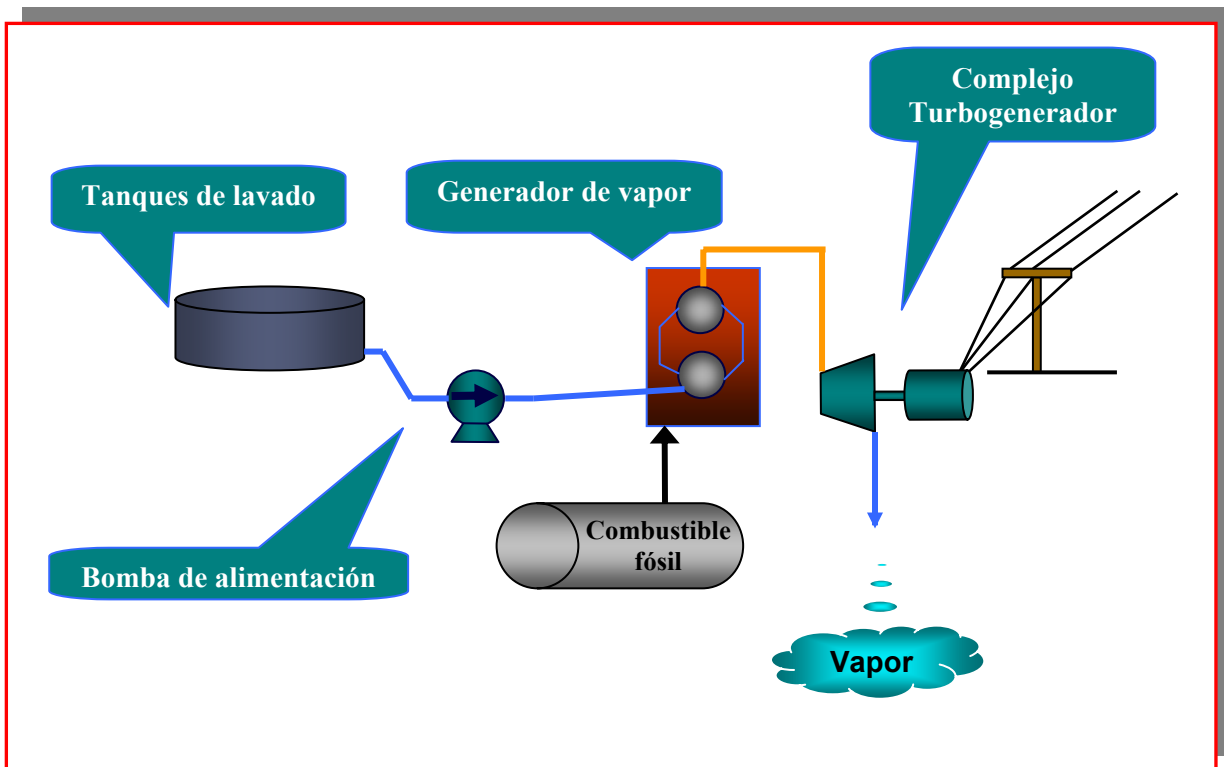 Complejo
Turbogenerador
Tanques de lavado
Generador de vapor
Bomba de alimentación
Combustible
fósil
Vapor